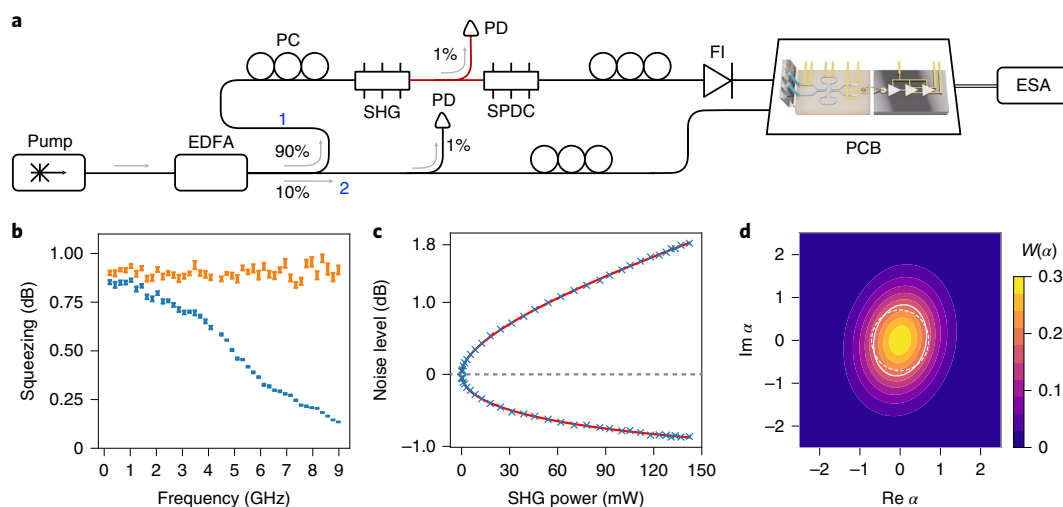 a
PC
1%
PD
FI
SHG
SPDC
PD
ESA
1
Pump
EDFA
90%
1%
PCB
10%
2
b
1.00
0.75
0.50
0.25
0
Squeezing (dB)
0 1 2 3 4 5 6 7 8 9
Frequency (GHz)
c
1.8
1.0
0
–1.0
Noise level (dB)
0 30 60 90 120 150
SHG power (mW)
d
2
1
0
–1
–2
Im α
–2 –1 0 1 2
Re α
W(α)
0.3
0.2
0.1
0